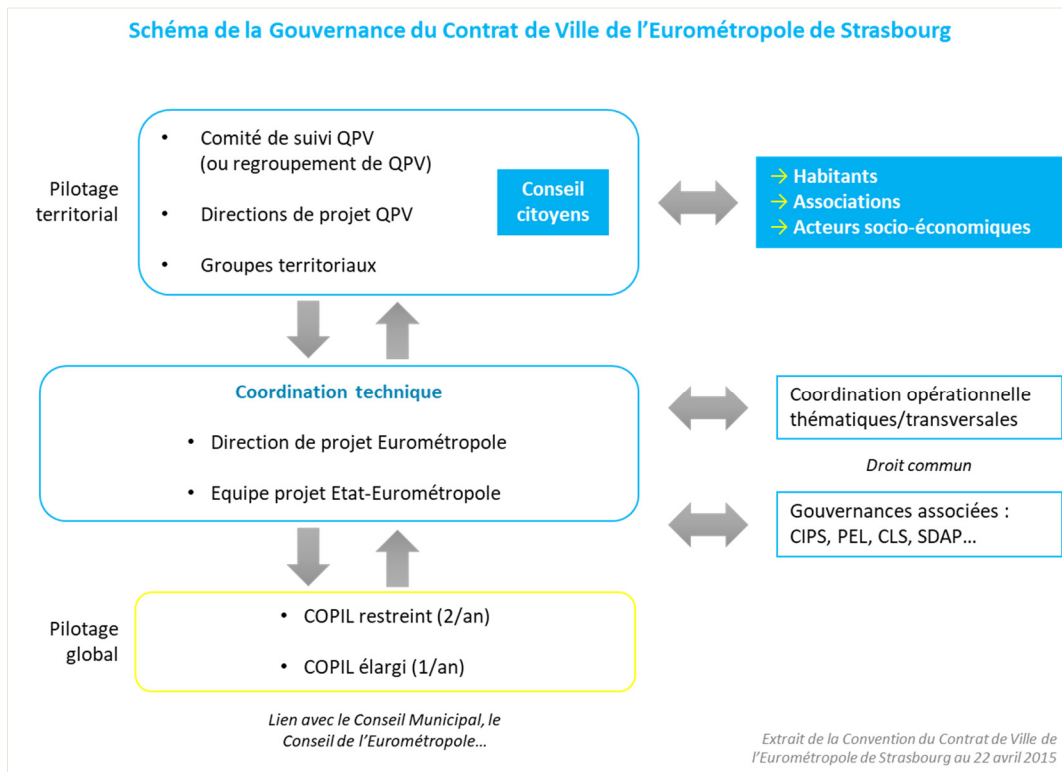 Schéma de la Gouvernance du Contrat de Ville de l'Eurométropole de Strasbourg
Pilotage
territorial
• Comité de suivi QPV
(ou regroupement de QPV)
• Directions de projet QPV
• Groupes territoriaux
Conseil
citoyens
→ Habitants
→ Associations
→ Acteurs socio-économiques
Coordination technique
• Direction de projet Eurométropole
• Equipe projet Etat-Eurométropole
Coordination opérationnelle
thématiques/transversales
Droit commun
Gouvernances associées :
CIPS, PEL, CLS, SDAP…
Pilotage
global
• COPIL restreint (2/an)
• COPIL élargi (1/an)
Lien avec le Conseil Municipal, le
Conseil de l'Eurométropole…
Extrait de la Convention du Contrat de Ville de
l'Eurométropole de Strasbourg au 22 avril 2015